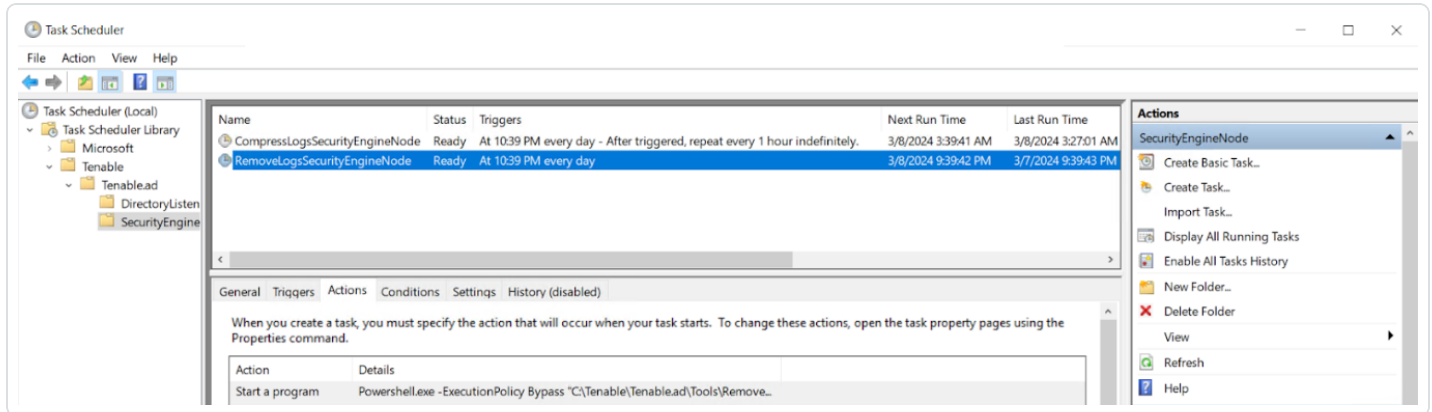 Task Scheduler
File Action View Help
Task Scheduler (Local)
Task Scheduler Library
Microsoft
Tenable
Tenable.ad
DirectoryListen
SecurityEngine
Name Status Triggers Next Run Time Last Run Time
CompressLogsSecurityEngineNode Ready At 10:39 PM every day - After triggered, repeat every 1 hour indefinitely. 3/8/2024 3:39:41 AM 3/8/2024 3:27:01 AM
RemoveLogsSecurityEngineNode Ready At 10:39 PM every day 3/8/2024 9:39:42 PM 3/7/2024 9:39:43 PM
General Triggers Actions Conditions Settings History (disabled)
When you create a task, you must specify the action that will occur when your task starts. To change these actions, open the task property pages using the
Properties command.
Action Details
Start a program Powershell.exe -ExecutionPolicy Bypass "C:\Tenable\Tenable.ad\Tools\Remove...
Actions
SecurityEngineNode
Create Basic Task...
Create Task...
Import Task...
Display All Running Tasks
Enable All Tasks History
New Folder...
Delete Folder
View
Refresh
Help